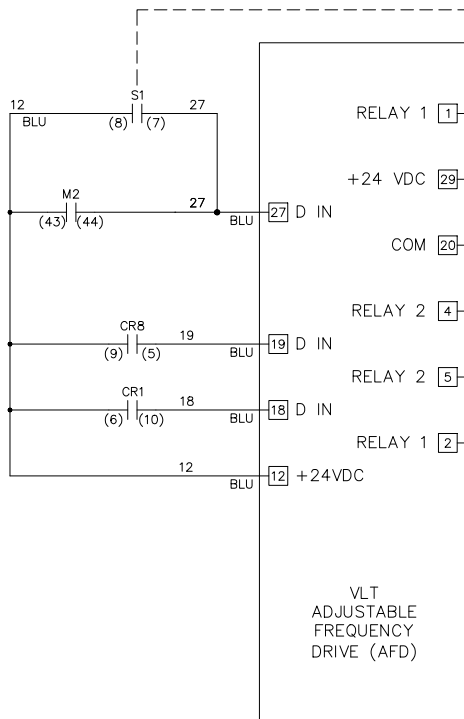 S1
12 27
BLU (8) (7)
RELAY 1 1
+24 VDC 29
M2
27
(43) (44) BLU 27 D IN
COM 20
RELAY 2 4
CR8
19
(9) (5) BLU 19 D IN
RELAY 2 5
CR1
18
(6) (10) BLU 18 D IN
RELAY 1 2
12
BLU 12 +24VDC
VLT
ADJUSTABLE
FREQUENCY
DRIVE (AFD)